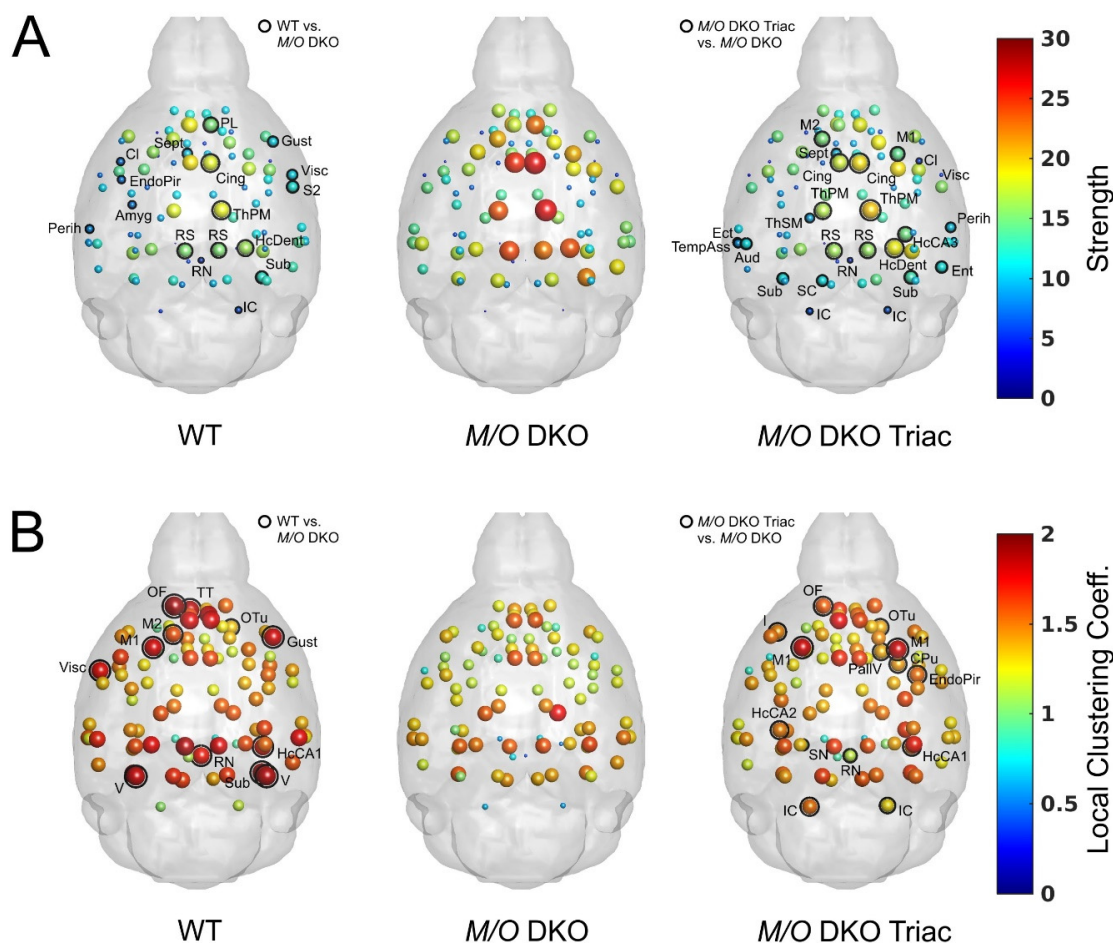 A
WT vs.
M/O DKO
M/O DKO Triac
vs. M/O DKO
PL
Sept
Gust
Cl
EndoPir
Cing
Visc
S2
Amyg
ThPM
Perih
RS
RS
HcDent
RN
Sub
IC
M2
M1
Sept
Cl
Cing
Cing
Visc
ThPM
ThPM
ThSM
Perih
Ect
RS
RS
TempAss
HcCA3
Aud
RN
HcDent
Ent
Sub
SC
Sub
IC
IC
30
25
20
15
10
5
0
Strength
WT
M/O DKO
M/O DKO Triac
B
WT vs.
M/O DKO
M/O DKO Triac
vs. M/O DKO
OF
TT
OTu
M2
M1
Gust
Visc
HcCA1
RN
Sub
V
V
OF
I
OTu
M1
M1
PallV
CPu
EndoPir
HcCA2
SN
HcCA1
RN
IC
IC
2
1.5
1
0.5
0
Local Clustering Coeff.
WT
M/O DKO
M/O DKO Triac